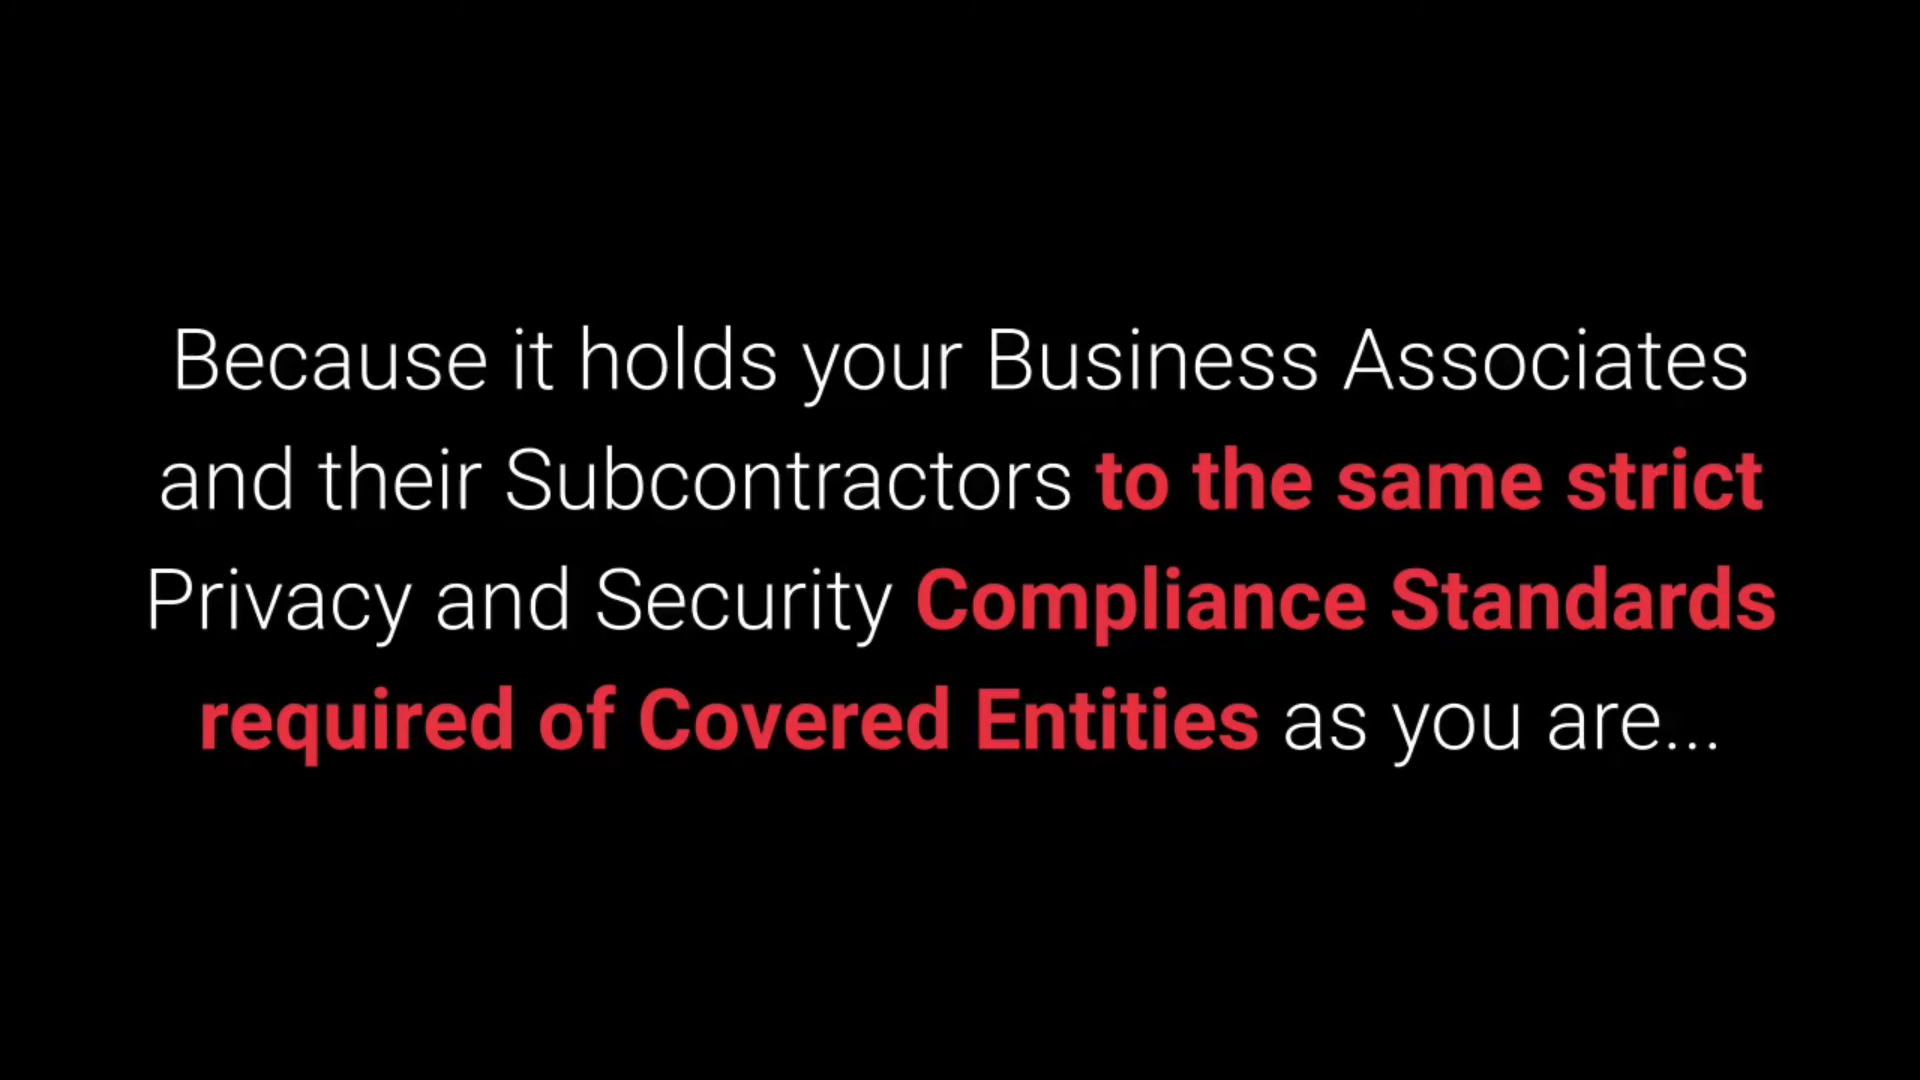 Because it holds your Business Associates
and their Subcontractors to the same strict
Privacy and Security Compliance Standards
required of Covered Entities as you are...